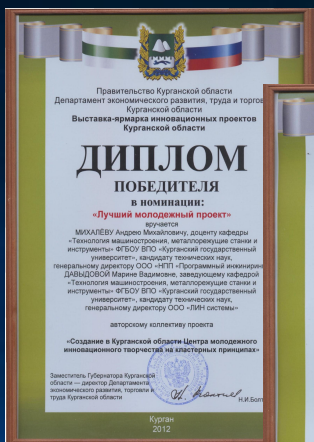 Правительство Курганской области
Департамент экономического развития, труда и торговли
Курганской области
Выставка-ярмарка инновационных проектов
Курганской области
ДИПЛОМ
ПОБЕДИТЕЛЯ
в номинации:
«Лучший молодежный проект»
вручается
МИХАЛЁВУ Андрею Михайловичу, доценту кафедры
«Технология машиностроения, металлорежущие станки и
инструменты» ФГБОУ ВПО «Курганский государственный
университет», кандидату технических наук,
генеральному директору ООО «НПП «Программный инжиниринг
ДАВЫДОВОЙ Марине Вадимовне, заведующему кафедрой
«Технология машиностроения, металлорежущие станки и
инструменты» ФГБОУ ВПО «Курганский государственный
университет», кандидату технических наук,
генеральному директору ООО «ЛИН системы»
авторскому коллективу проекта
«Создание в Курганской области Центра молодежного
инновационного творчества на кластерных принципах»
Заместитель Губернатора Курганской
области — директор Департамента
экономического развития, торговли и
труда Курганской области
Н.И.Болт
Курган
2012